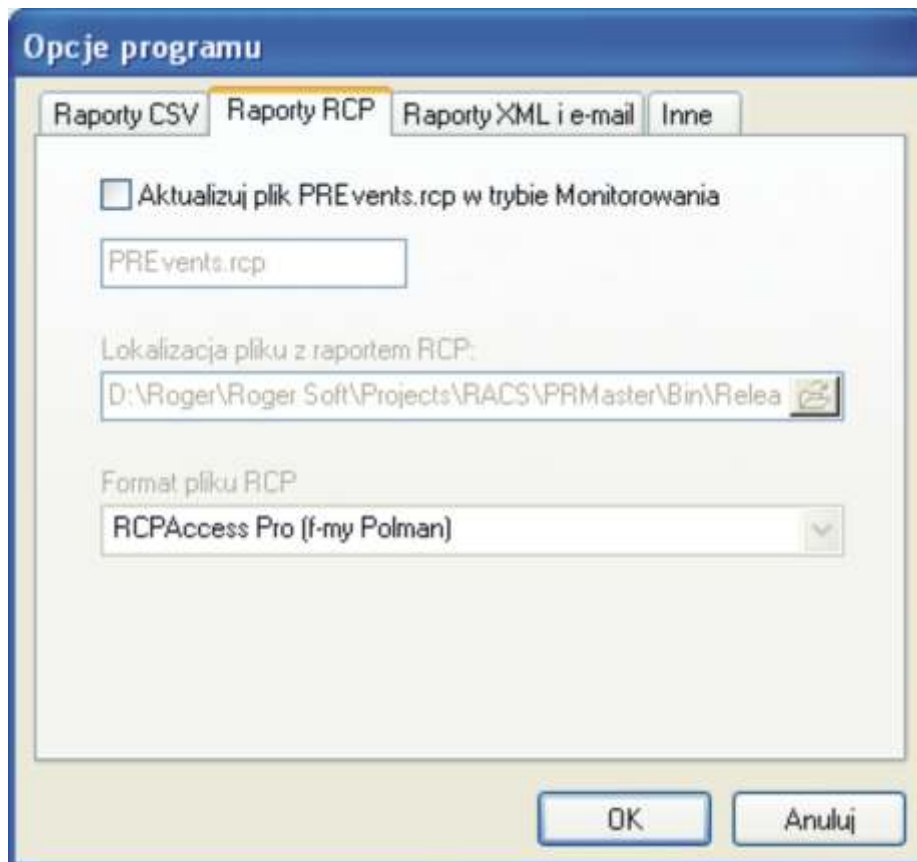 Opcje programu
Raporty CSV
Raporty RCP
Raporty XML i e-mail
Inne
Aktualizuj plik PREvents.rcp w trybie Monitorowania
PREvents.rcp
Lokalizacja pliku z raportem RCP:
D:\Roger\Roger Soft\Projects\RACS\PRMaster\Bin\Relea
Format pliku RCP
RCPAccess Pro (f-my Polman)
OK
Anuluj